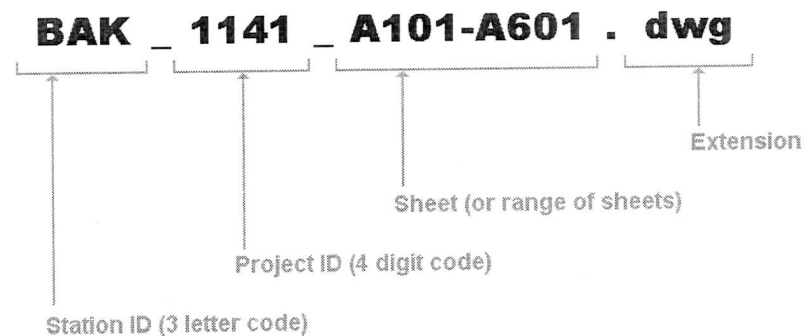 BAK _ 1141 _ A101-A601 . dwg
Extension
Sheet (or range of sheets)
Project ID (4 digit code)
Station ID (3 letter code)